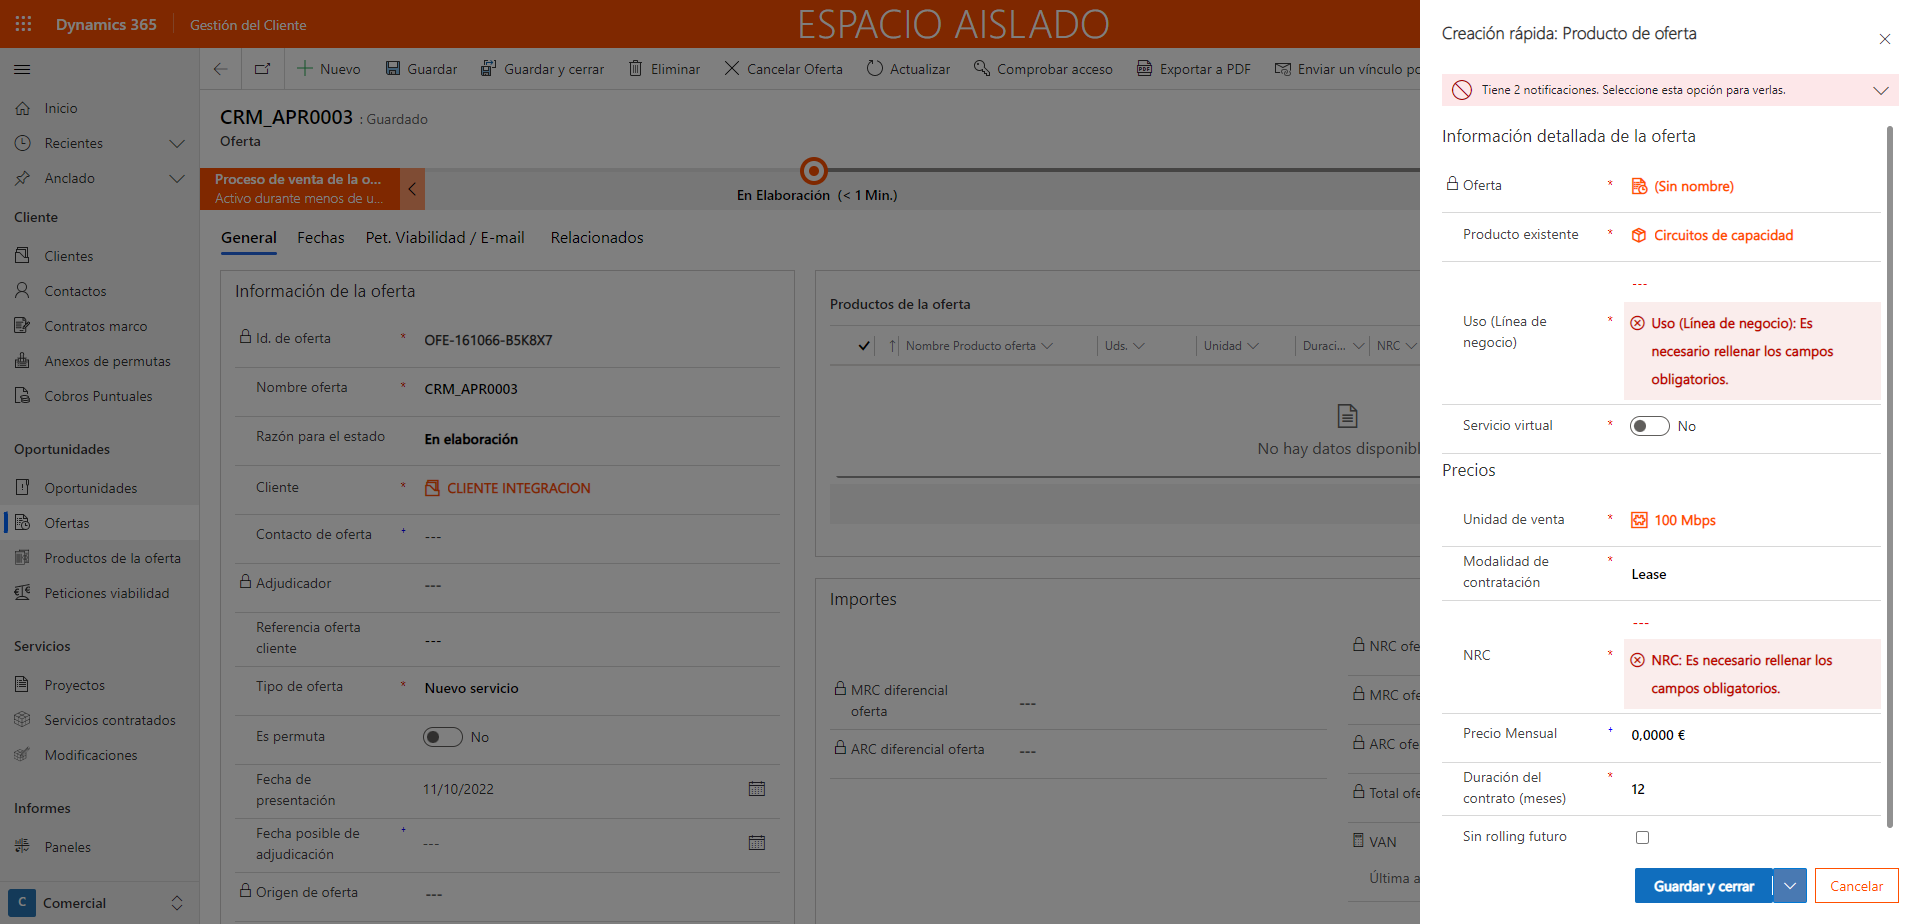 Dynamics 365
Gestión del Cliente
ESPACIO AISLADO
Nuevo
Guardar
Guardar y cerrar
Eliminar
Cancelar Oferta
Actualizar
Comprobar acceso
Exportar a PDF
Enviar un vínculo po
Inicio
Recientes
Anclado
Cliente
Clientes
Contactos
Contratos marco
Anexos de permutas
Cobros Puntuales
Oportunidades
Oportunidades
Ofertas
Productos de la oferta
Peticiones viabilidad
Servicios
Proyectos
Servicios contratados
Modificaciones
Informes
Paneles
C Comercial
CRM_APR0003 : Guardado
Oferta
Proceso de venta de la o...
Activo durante menos de u...
En Elaboración (< 1 Min.)
General
Fechas
Pet. Viabilidad / E-mail
Relacionados
Información de la oferta
Id. de oferta * OFE-161066-B5K8X7
Nombre oferta * CRM_APR0003
Razón para el estado En elaboración
Cliente * CLIENTE INTEGRACION
Contacto de oferta + ---
Adjudicador ---
Referencia oferta
cliente
---
Tipo de oferta * Nuevo servicio
Es permuta No
Fecha de
presentación
11/10/2022
Fecha posible de
adjudicación
+
---
Origen de oferta ---
Productos de la oferta
Nombre Producto oferta
Uds.
Unidad
Duraci...
NRC
No hay datos disponibl
Importes
MRC diferencial
oferta
---
ARC diferencial oferta ---
NRC ofe
MRC ofe
ARC ofe
Total ofe
VAN
Última a
Creación rápida: Producto de oferta
Tiene 2 notificaciones. Seleccione esta opción para verlas.
Información detallada de la oferta
Oferta * (Sin nombre)
Producto existente * Circuitos de capacidad
---
Uso (Línea de
negocio)
*
Uso (Línea de negocio): Es
necesario rellenar los campos
obligatorios.
Servicio virtual * No
Precios
Unidad de venta * 100 Mbps
Modalidad de
contratación
*
Lease
---
NRC *
NRC: Es necesario rellenar los
campos obligatorios.
Precio Mensual + 0,0000 €
Duración del
contrato (meses)
*
12
Sin rolling futuro
Guardar y cerrar
Cancelar